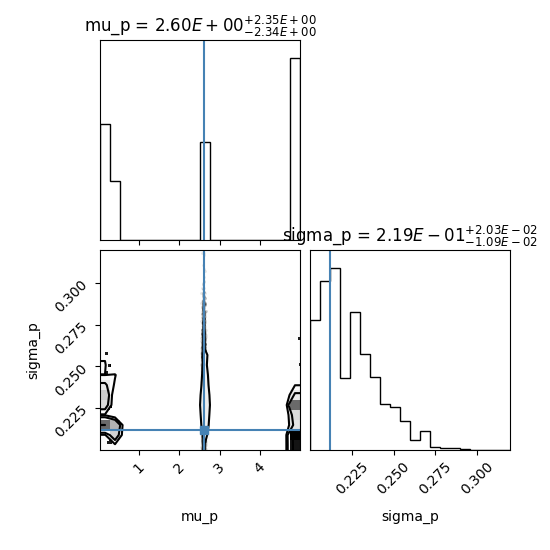 mu_p = 2.60E + 00+2.35E+00
−2.34E+00
sigma_p = 2.19E − 01+2.03E−02
−1.09E−02
sigma_p
0.300
0.275
0.250
0.225
1 2 3 4
mu_p
0.225 0.250 0.275 0.300
sigma_p